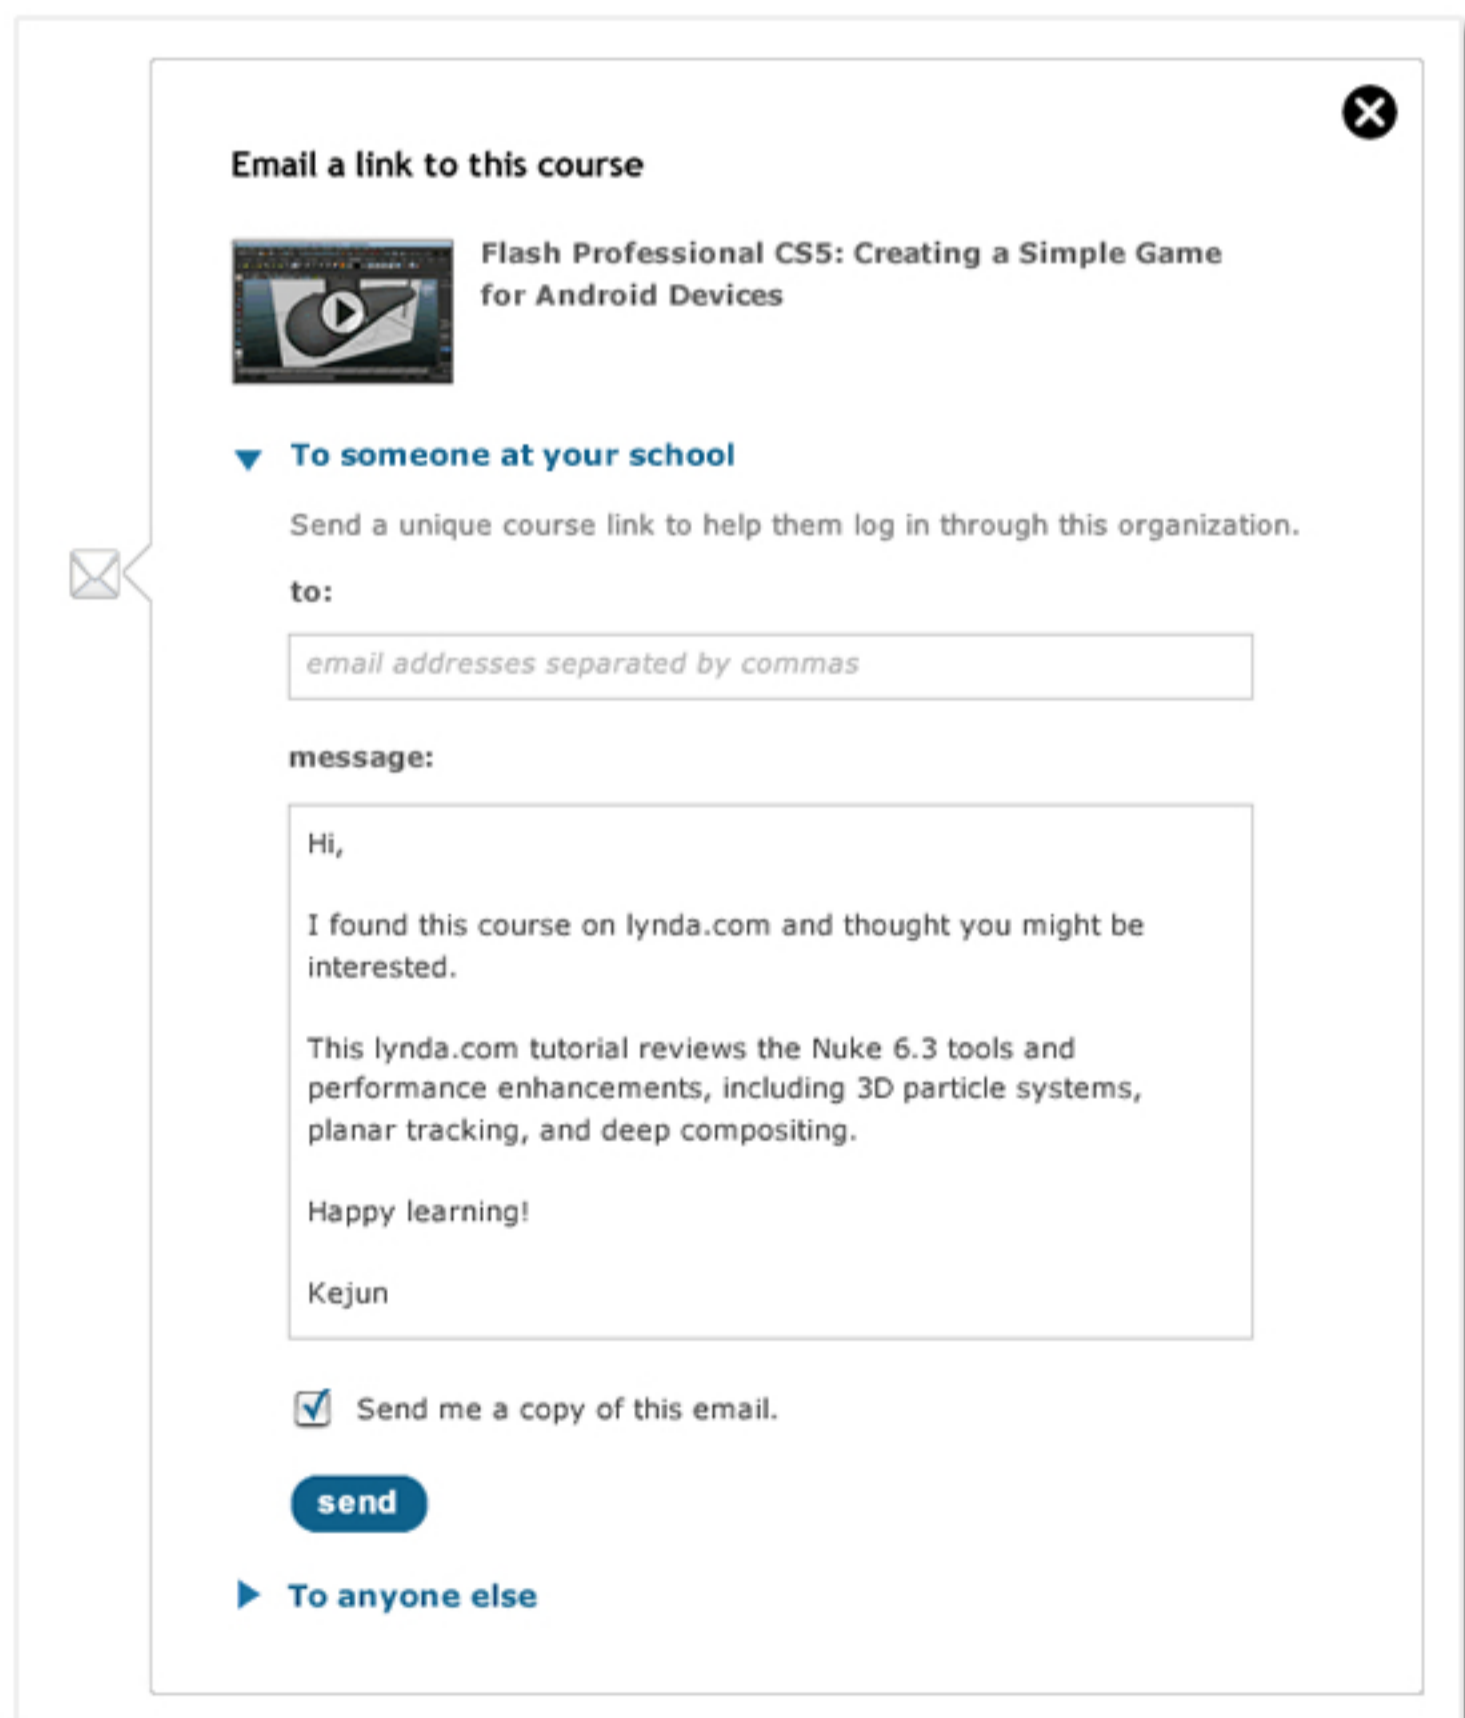 Email a link to this course
Flash Professional CS5: Creating a Simple Game
for Android Devices
To someone at your school
Send a unique course link to help them log in through this organization.
to:
email addresses separated by commas
message:
Hi,
I found this course on lynda.com and thought you might be
interested.
This lynda.com tutorial reviews the Nuke 6.3 tools and
performance enhancements, including 3D particle systems,
planar tracking, and deep compositing.
Happy learning!
Kejun
Send me a copy of this email.
send
To anyone else